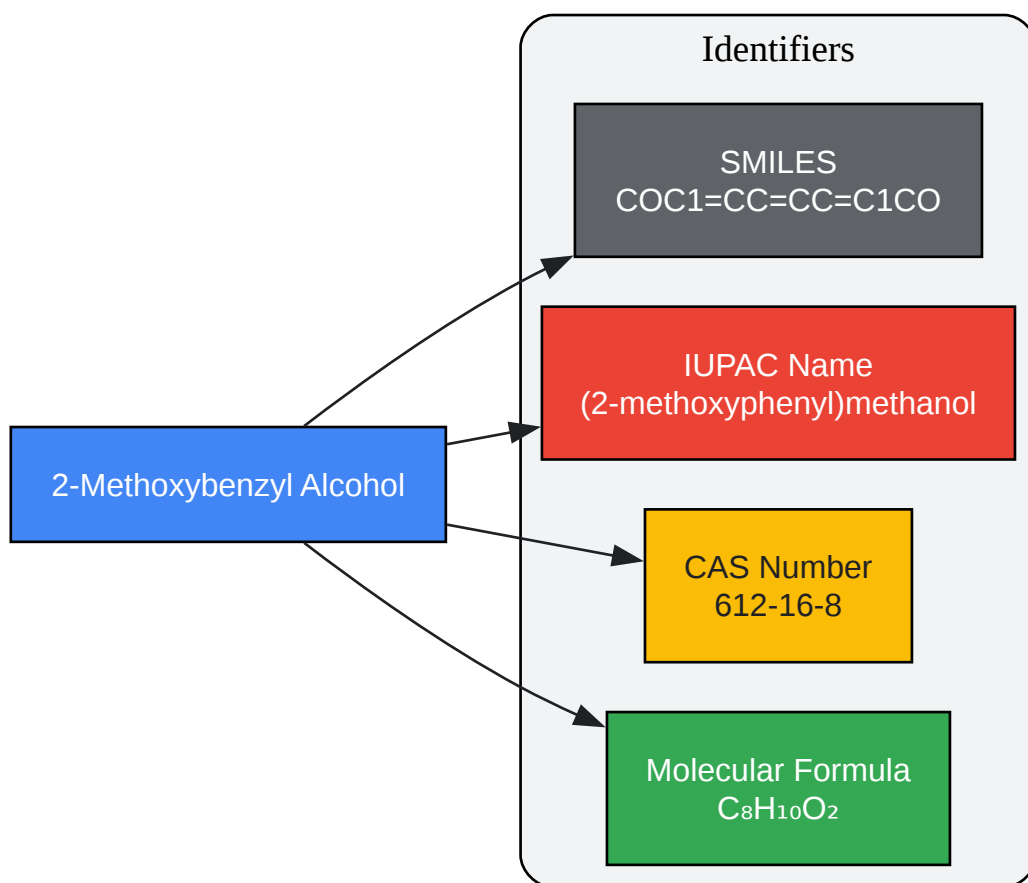 Identifiers
SMILES
COC1=CC=CC=C1CO
IUPAC Name
(2-methoxyphenyl)methanol
2-Methoxybenzyl Alcohol
CAS Number
612-16-8
Molecular Formula
C₈H₁₀O₂